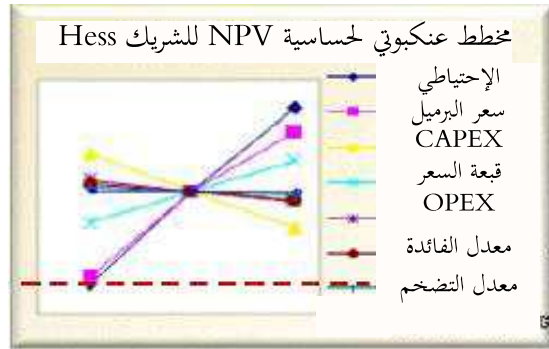 مخطط عنكبوتي لحساسية NPV للشريك Hess
الإحتياطي
سعر البرميل
CAPEX
قبعة السعر
OPEX
معدل الفائدة
معدل التضخم